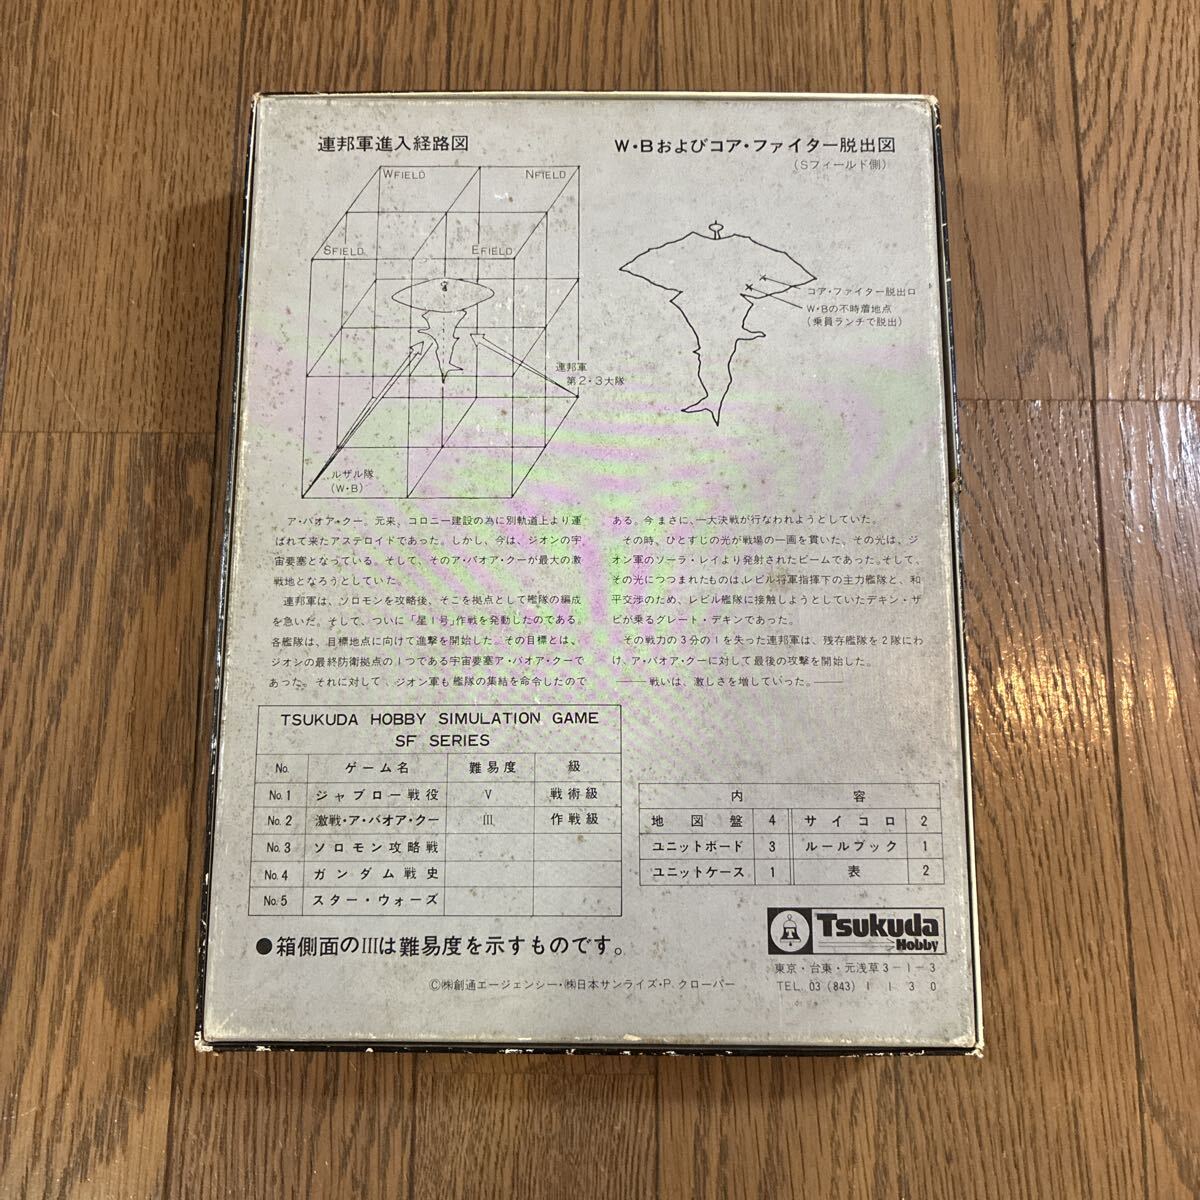 連邦軍進入経路図
WFIELD
NFIELD
SFIELD
EFIELD
連邦軍
第2・3大隊
ルザル隊
(W・B)
W・Bおよびコア・ファイター脱出図
(Sフィールド側)
コア・ファイター脱出口
W・Bの不時着地点
(乗員ランチで脱出)
ア・バオア・クー、元来、コロニー建設の為に別軌道上より運
ばれて来たアステロイドであった。しかし、今は、ジオンの宇
宙要塞となっている。そして、そのア・バオア・クーが最大の激
戦地となろうとしていた。
連邦軍は、ソロモンを攻略後、そこを拠点として艦隊の編成
を急いだ。そして、ついに「星1号」作戦を発動したのである。
各艦隊は、目標地点に向けて進撃を開始した。その目標とは、
ジオンの最終防衛拠点の1つである宇宙要塞ア・バオア・クーで
あった。それに対して、ジオン軍も艦隊の集結を命令したので
ある。今まさに、一大決戦が行なわれようとしていた。
その時、ひとすじの光が戦場の一画を貫いた、その光は、ジ
オン軍のソーラ・レイより発射されたビームであった。そして、
その光につつまれたものは、レビル将軍指揮下の主力艦隊と、和
平交渉のため、レビル艦隊に接触しようとしていたデキン・ザ
ビが乗るグレート・デキンであった。
その戦力の3分の1を失った連邦軍は、残存艦隊を2隊にわ
け、ア・バオア・クーに対して最後の攻撃を開始した。
——戦いは、激しさを増していった。——
TSUKUDA HOBBY SIMULATION GAME
SF SERIES
No. ゲーム名 難易度 級
No.1 ジャブロー戦役 V 戦術級
No.2 激戦・ア・バオア・クー III 作戦級
No.3 ソロモン攻略戦
No.4 ガンダム戦史
No.5 スター・ウォーズ
内容
地図盤 4 サイコロ 2
ユニットボード 3 ルールブック 1
ユニットケース 1 表 2
●箱側面のIIIは難易度を示すものです。
Ⓒ㈱創通エージェンシー・㈱日本サンライズ・P.クローバー
Tsukuda
Hobby
東京・台東・元浅草3-1-3
TEL. 03 (843) 1130